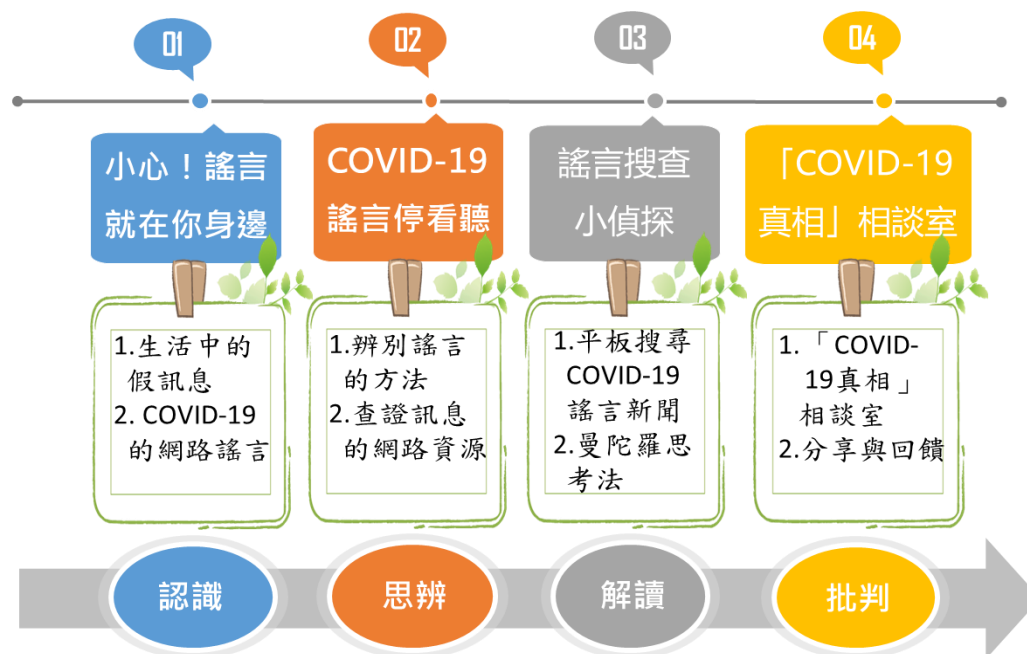 01
小心！謠言
就在你身邊
1.生活中的
假訊息
2. COVID-19
的網路謠言
認識
02
COVID-19
謠言停看聽
1.辨別謠言
的方法
2.查證訊息
的網路資源
思辨
03
謠言搜查
小偵探
1.平板搜尋
COVID-19
謠言新聞
2.曼陀羅思
考法
解讀
04
「COVID-19
真相」相談室
1.「COVID-
19真相」
相談室
2.分享與回饋
批判